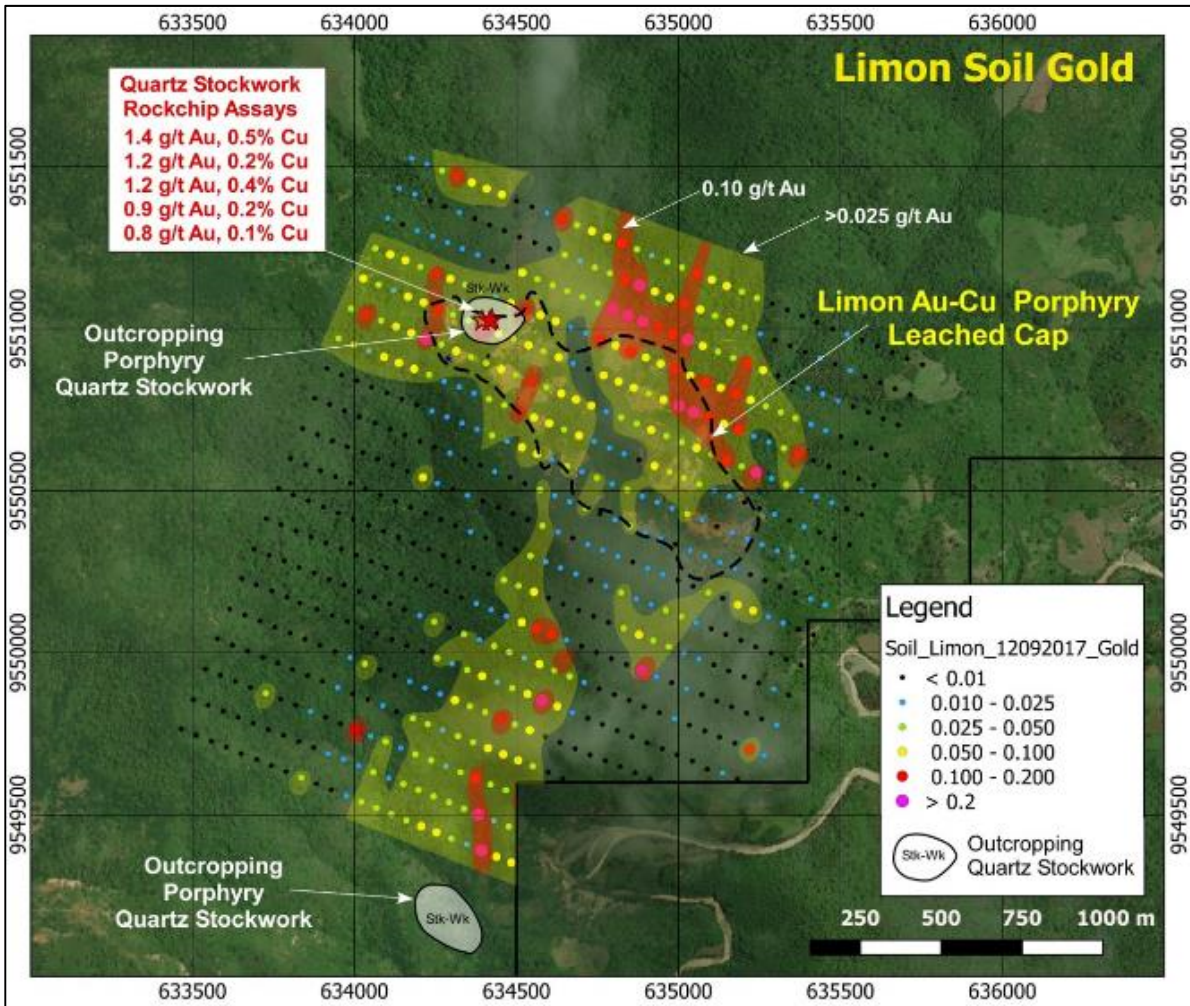 633500 634000 634500 635000 635500 636000
Limon Soil Gold
Quartz Stockwork
Rockchip Assays
1.4 g/t Au, 0.5% Cu
1.2 g/t Au, 0.2% Cu
1.2 g/t Au, 0.4% Cu
0.9 g/t Au, 0.2% Cu
0.8 g/t Au, 0.1% Cu
9551500
9551500
0.10 g/t Au
>0.025 g/t Au
Stk-Wk
Limon Au-Cu Porphyry
Leached Cap
9551000
9551000
Outcropping
Porphyry
Quartz Stockwork
9550500
9550500
9550000
9550000
Legend
Soil_Limon_12092017_Gold
< 0.01
0.010 - 0.025
0.025 - 0.050
0.050 - 0.100
0.100 - 0.200
> 0.2
Stk-Wk
Outcropping
Quartz Stockwork
9549500
9549500
Outcropping
Porphyry
Quartz Stockwork
Stk-Wk
250 500 750 1000 m
633500 634000 634500 635000 635500 636000